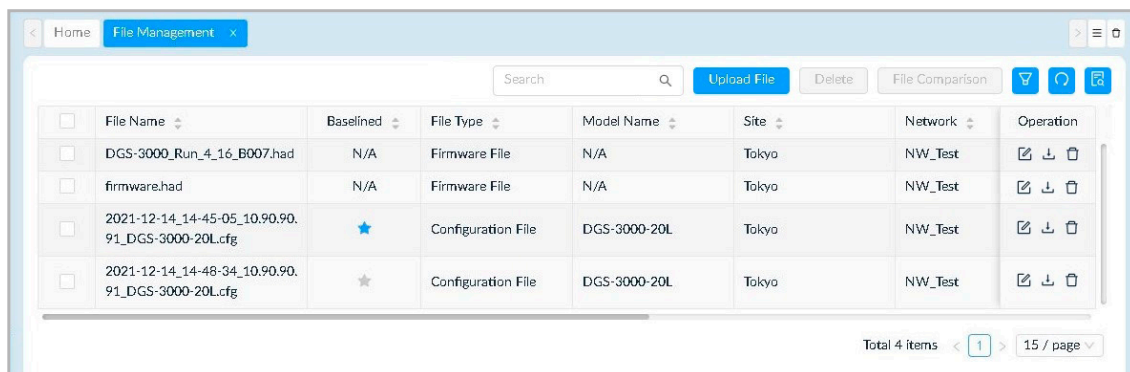 Home File Management x
Search Upload File Delete File Comparison
File Name Baselined File Type Model Name Site Network Operation
DGS-3000_Run_4_16_B007.had N/A Firmware File N/A Tokyo NW_Test
firmware.had N/A Firmware File N/A Tokyo NW_Test
2021-12-14_14-45-05_10.90.90.
91_DGS-3000-20L.cfg Configuration File DGS-3000-20L Tokyo NW_Test
2021-12-14_14-48-34_10.90.90.
91_DGS-3000-20L.cfg Configuration File DGS-3000-20L Tokyo NW_Test
Total 4 items < 1 > 15 / page